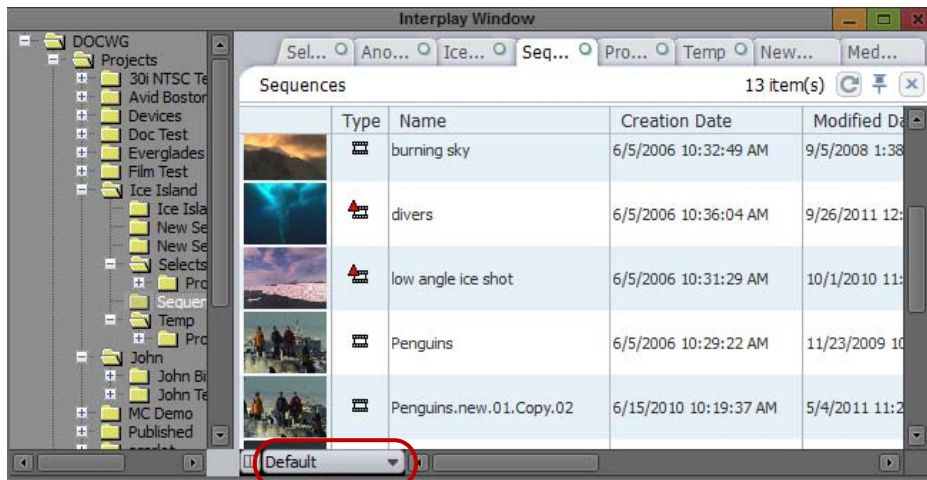 Interplay Window
DOCWG
Projects
30i NTSC Te
Avid Boston
Devices
Doc Test
Everglades
Film Test
Ice Island
Ice Isla
New Se
New Se
Selects
Pro
Sequen
Temp
Pro
John
John Bi
John Te
MC Demo
Published
Sel... Ano... Ice... Seq... Pro... Temp New... Med...
Sequences 13 item(s)
Type Name Creation Date Modified Da
burning sky 6/5/2006 10:32:49 AM 9/5/2008 1:38
divers 6/5/2006 10:36:04 AM 9/26/2011 12:
low angle ice shot 6/5/2006 10:31:29 AM 10/1/2010 11:
Penguins 6/5/2006 10:29:22 AM 11/23/2009 10
Penguins.new.01.Copy.02 6/15/2010 10:19:37 AM 5/4/2011 11:2
Default